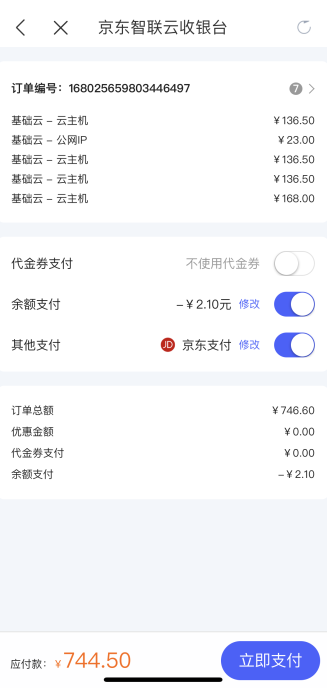 京东智联云收银台
订单编号：168025659803446497 7
基础云 – 云主机 ¥136.50
基础云 – 公网IP ¥23.00
基础云 – 云主机 ¥136.50
基础云 – 云主机 ¥136.50
基础云 – 云主机 ¥168.00
代金券支付 不使用代金券
余额支付 –¥2.10元 修改
其他支付 JD 京东支付 修改
订单总额 ¥746.60
优惠金额 ¥0.00
代金券支付 ¥0.00
余额支付 –¥2.10
应付款：¥744.50 立即支付